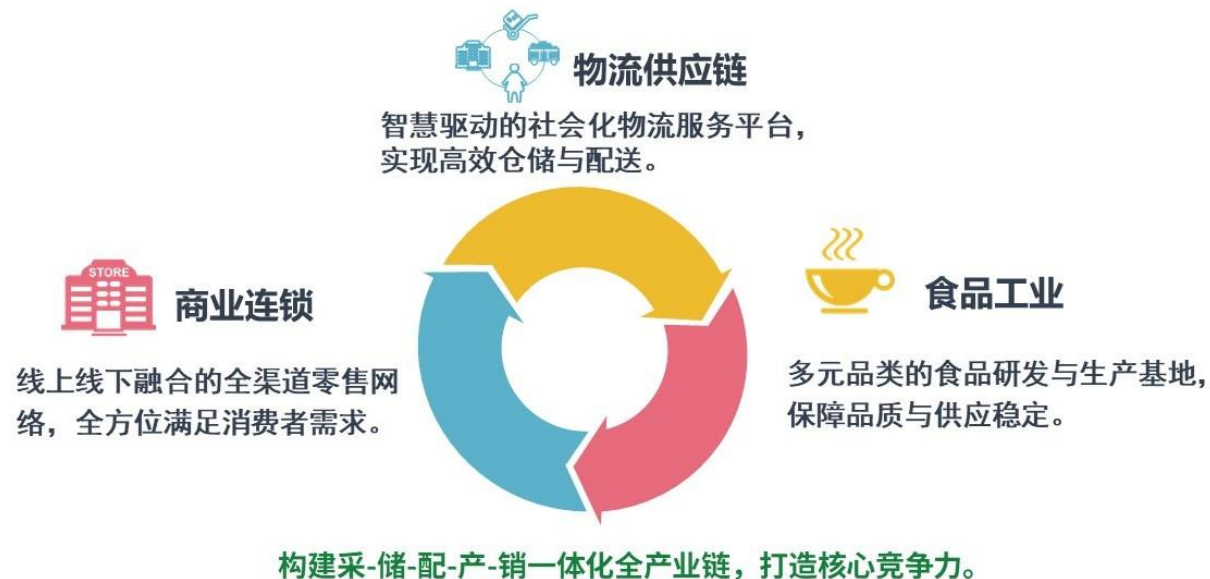 物流供应链
智慧驱动的社会化物流服务平台，
实现高效仓储与配送。
STORE
商业连锁
线上线下融合的全渠道零售网
络，全方位满足消费者需求。
食品工业
多元品类的食品研发与生产基地，
保障品质与供应稳定。
构建采-储-配-产-销一体化全产业链，打造核心竞争力。